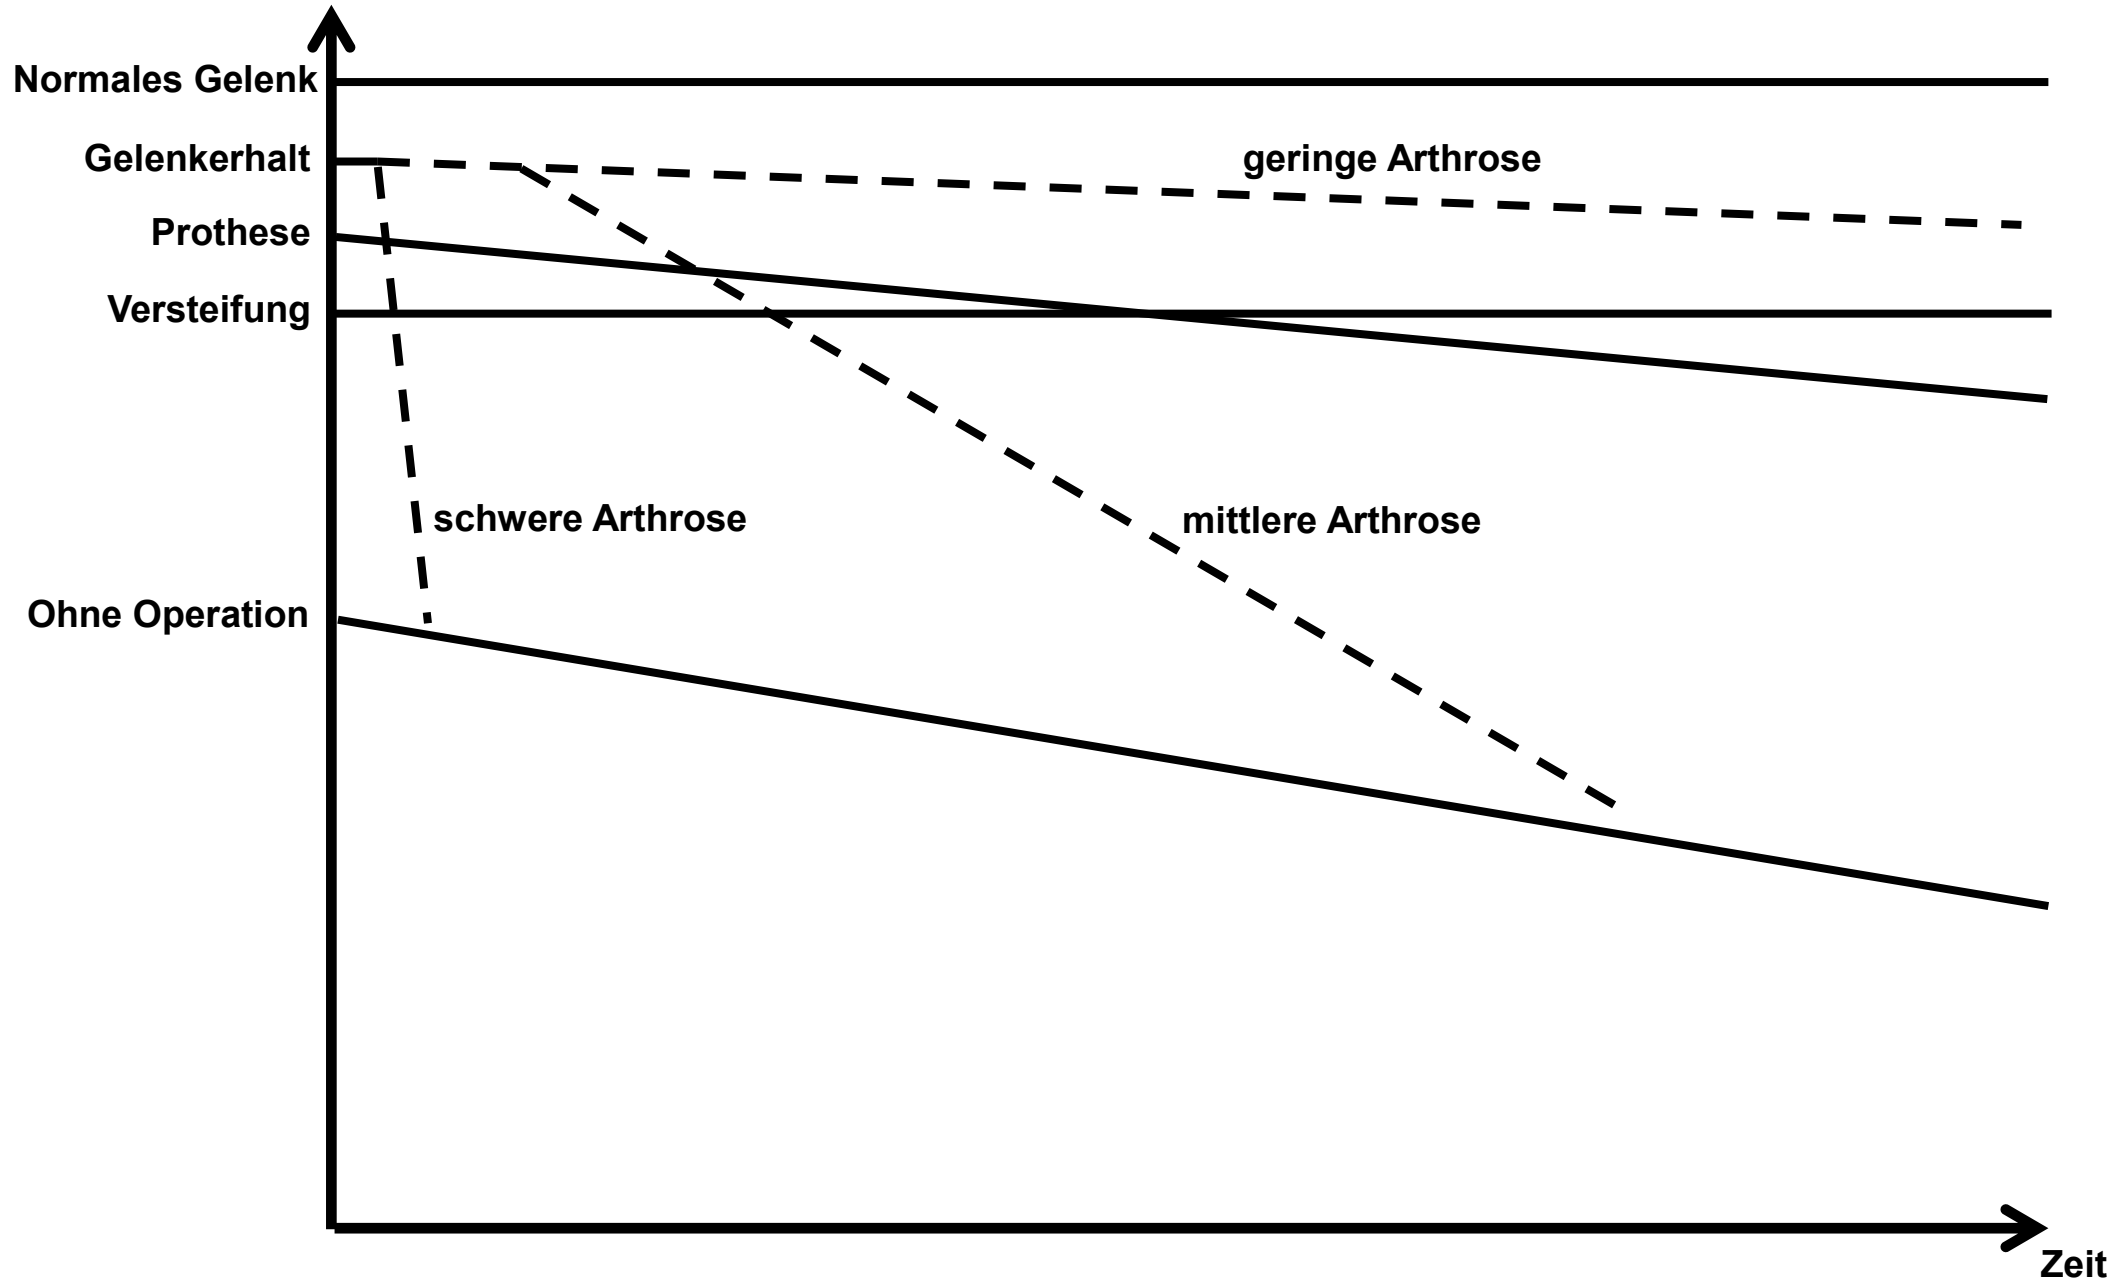 Normales Gelenk
Gelenkerhalt
geringe Arthrose
Prothese
Versteifung
schwere Arthrose
mittlere Arthrose
Ohne Operation
Zeit